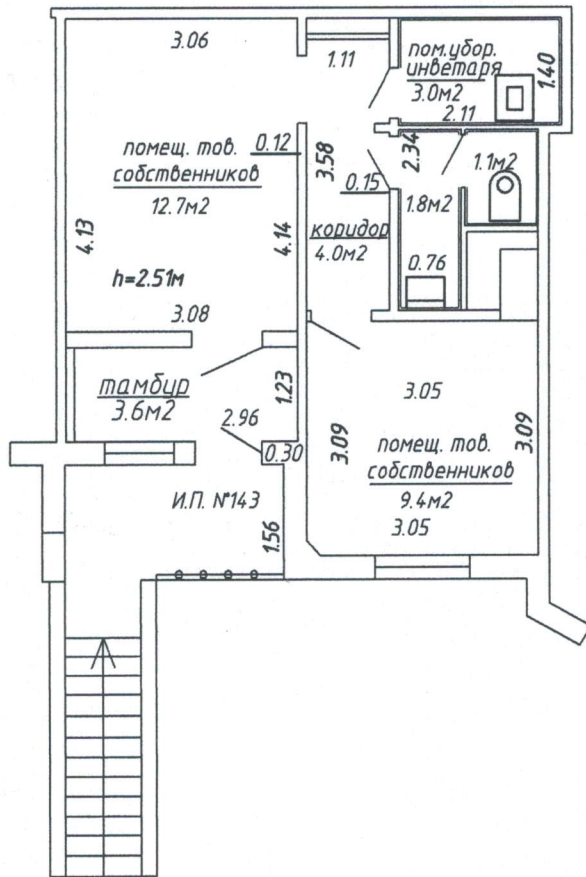 3.06
1.11
пом.убор.
инветаря
3.0м2
2.11
1.40
помещ. тов.
собственников
12.7м2
0.12
3.58
2.34
1.1м2
0.15
1.8м2
коридор
4.0м2
0.76
4.13
4.14
h=2.51м
3.08
тамбур
3.6м2
1.23
2.96
0.30
3.05
3.09
3.09
помещ. тов.
собственников
9.4м2
3.05
И.П. №143
1.56